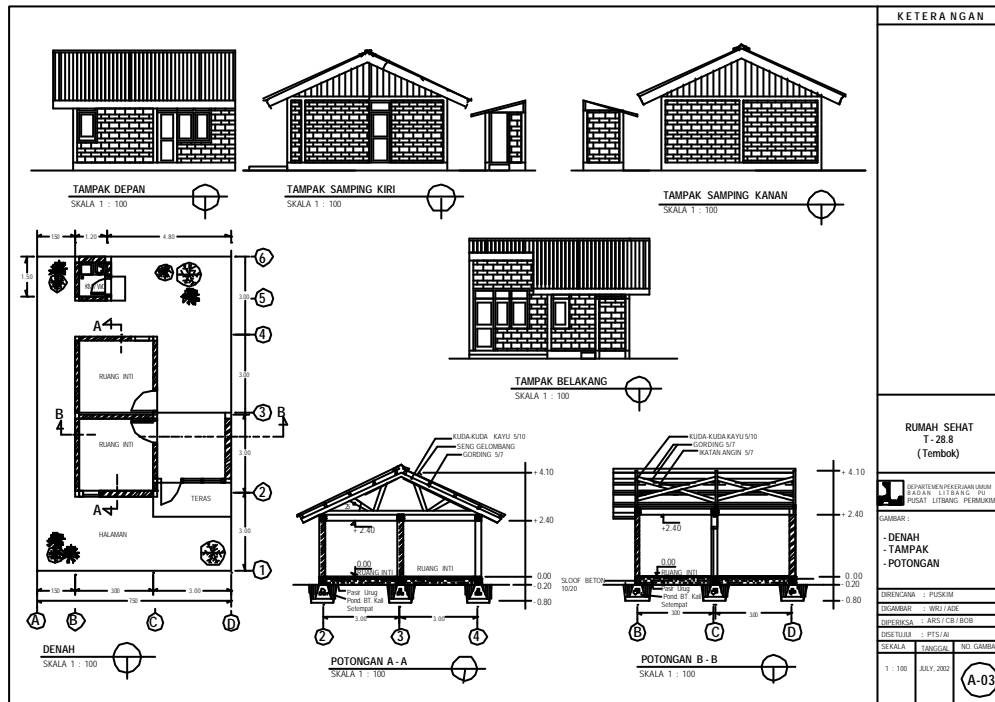 KETERANGAN
TAMPAK DEPAN
SKALA 1 : 100
TAMPAK SAMPING KIRI
SKALA 1 : 100
TAMPAK SAMPING KANAN
SKALA 1 : 100
150
1.20
4.80
1.50
KM/WC
6
5
4
3
2
1
3.00
3.00
3.00
3.00
A
RUANG INTI
B
B
RUANG INTI
A
TERAS
HALAMAN
150
300
3.00
750
A
B
C
D
DENAH
SKALA 1 : 100
TAMPAK BELAKANG
SKALA 1 : 100
KUDA-KUDA KAYU 5/10
SENG GELOMBANG
GORDING 5/7
+ 4.10
+ 2.40
+ 2.40
0.00
RUANG INTI
RUANG INTI
0.00
- 0.20
- 0.80
Pasir Urug
Pond. BT. Kali
Setempat
3.00
3.00
2
3
4
POTONGAN A - A
SKALA 1 : 100
KUDA-KUDA KAYU 5/10
GORDING 5/7
IKATAN ANGIN 5/7
+ 4.10
+ 2.40
+2.40
0.00
RUANG INTI
SLOOF BETON
10/20
0.00
- 0.20
- 0.80
Pasir Urug
Pond. BT. Kali
Setempat
300
300
B
C
D
POTONGAN B - B
SKALA 1 : 100
RUMAH SEHAT
T - 28.8
( Tembok)
DEPARTEMEN PEKERJAAN UMUM
BADAN LITBANG PU
PUSAT LITBANG PERMUKIM
GAMBAR :
- DENAH
- TAMPAK
- POTONGAN
DIRENCANA : PUSKIM
DIGAMBAR : WRJ / ADE
DIPERIKSA : ARS / CB / BOB
DISETUJUI : PTS / AI
SEKALA TANGGAL NO. GAMBA
1 : 100 JULY, 2002 A-03